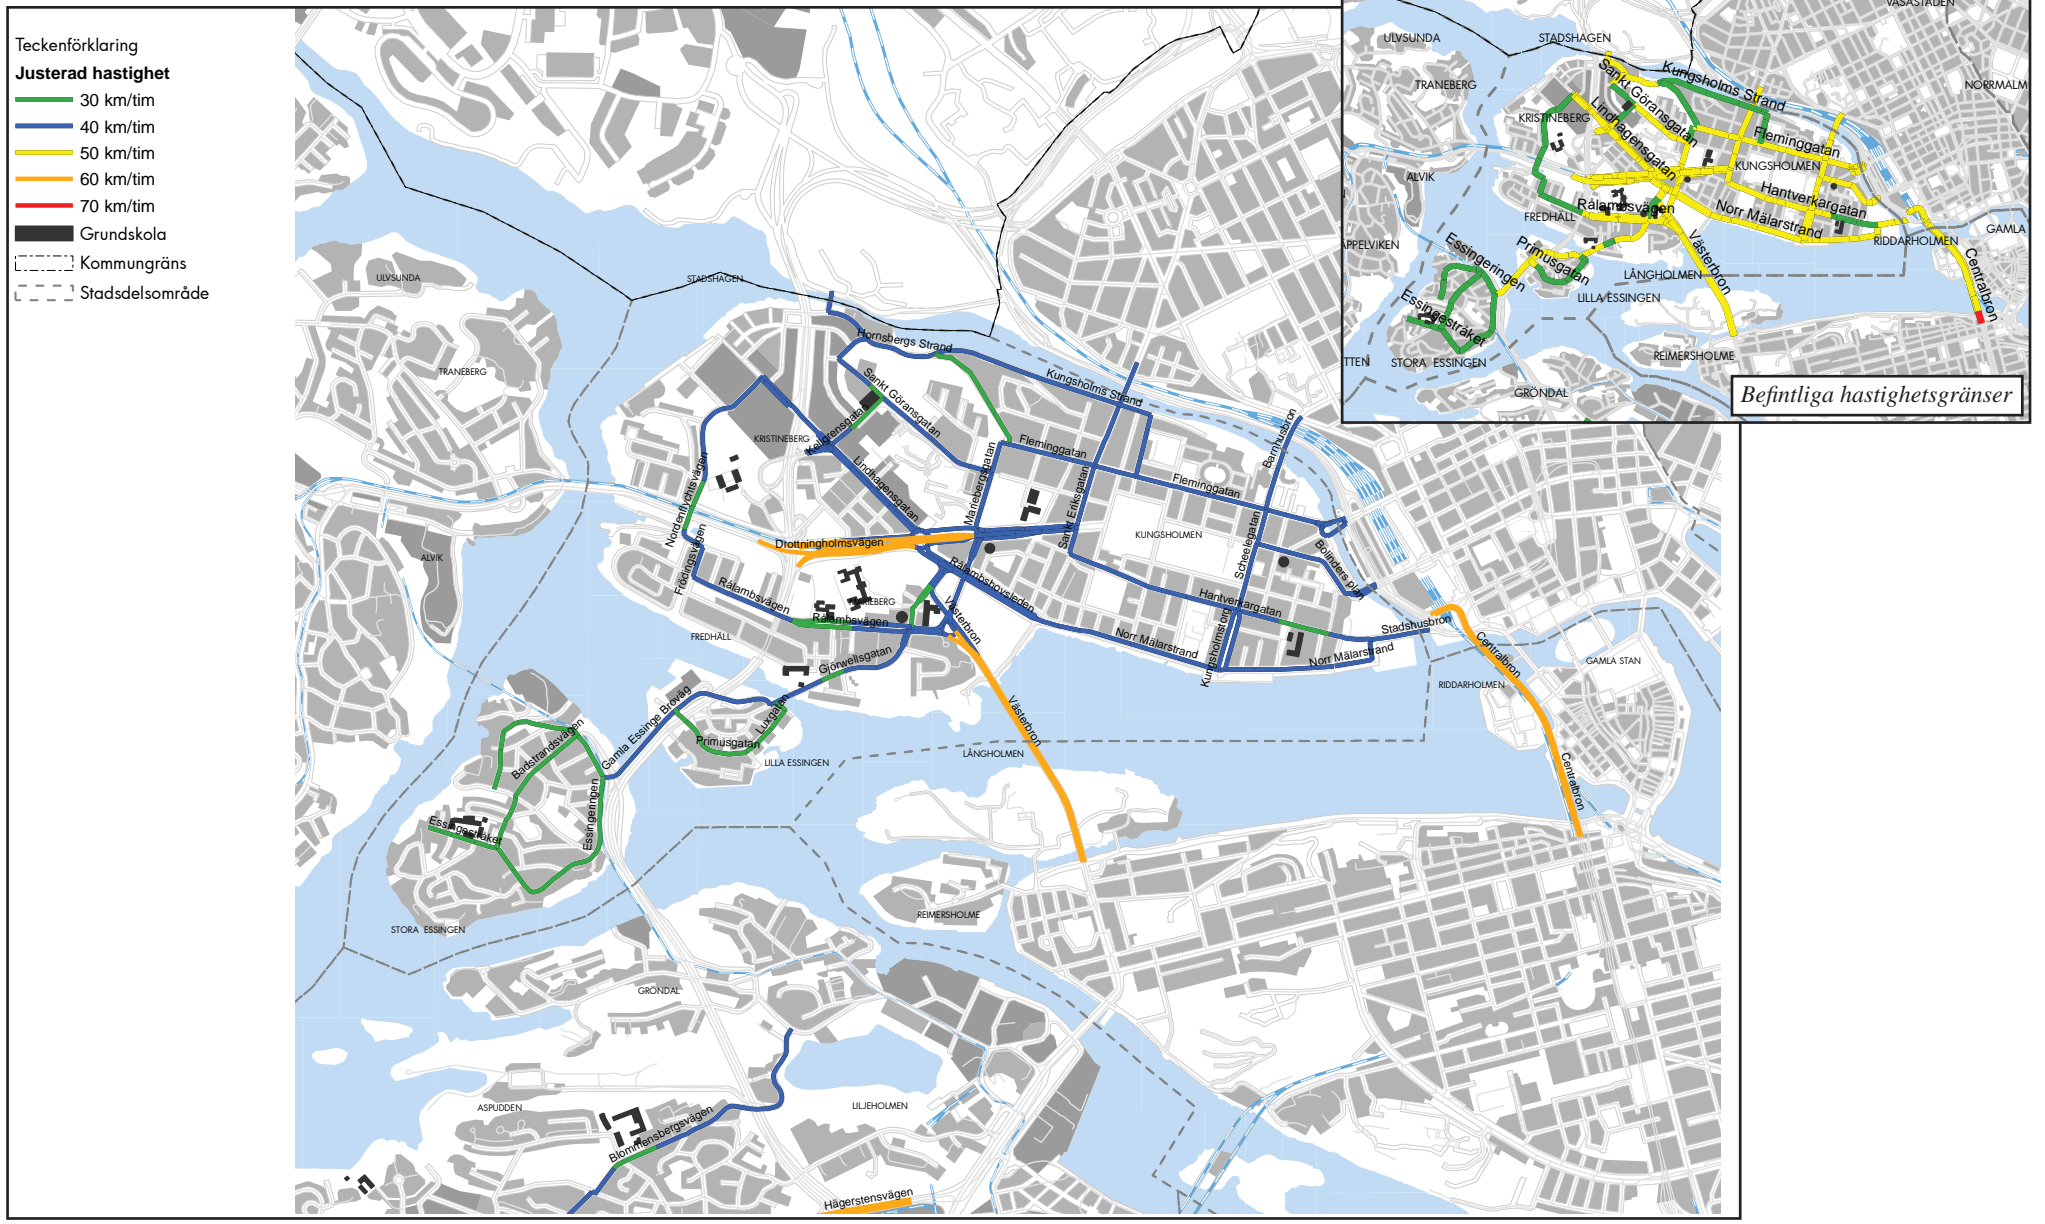 Teckenförklaring
Justerad hastighet
30 km/tim
40 km/tim
50 km/tim
60 km/tim
70 km/tim
Grundskola
Kommungräns
Stadsdelsområde
ULVSUNDA
STADSHAGEN
TRANEBERG
ALVIK
KRISTINEBERG
Hornsbergs Strand
Sankt Göransgatan
Kellgrensgatan
Lindhagensgatan
Kungsholms Strand
Fleminggatan
Fleminggatan
Mariebergsgatan
Sankt Eriksgatan
Barnhusbron
KUNGSHOLMEN
Scheelegatan
Bolinders plan
Nordenflychtsvägen
Frödingsvägen
Drottningholmsvägen
Rålambshovsleden
Rålambsvägen
Rålambsvägen
Västerbron
Hantverkargatan
Kungsholmstorg
Norr Mälarstrand
Norr Mälarstrand
Stadshusbron
FREDHÄLL
Gjörwellsgatan
Centralbron
GAMLA STAN
RIDDARHOLMEN
Gamla Essinge Broväg
Luxgatan
Primusgatan
LILLA ESSINGEN
Västerbron
LÅNGHOLMEN
Centralbron
Badstrandsvägen
Essingeringen
Essingestråket
STORA ESSINGEN
REIMERSHOLME
GRÖNDAL
ASPUDDEN
LILJEHOLMEN
Blommensbergsvägen
Hägerstensvägen
VASASTADEN
ULVSUNDA
STADSHAGEN
TRANEBERG
NORRMALM
Sankt Göransgatan
Kungsholms Strand
KRISTINEBERG
Lindhagensgatan
Fleminggatan
KUNGSHOLMEN
ALVIK
Hantverkargatan
Rålambsvägen
Norr Mälarstrand
FREDHÄLL
GAMLA
RIDDARHOLMEN
Essingeringen
Primusgatan
Västerbron
LÅNGHOLMEN
LILLA ESSINGEN
Centralbron
Essingestråket
STORA ESSINGEN
REIMERSHOLME
GRÖNDAL
Befintliga hastighetsgränser